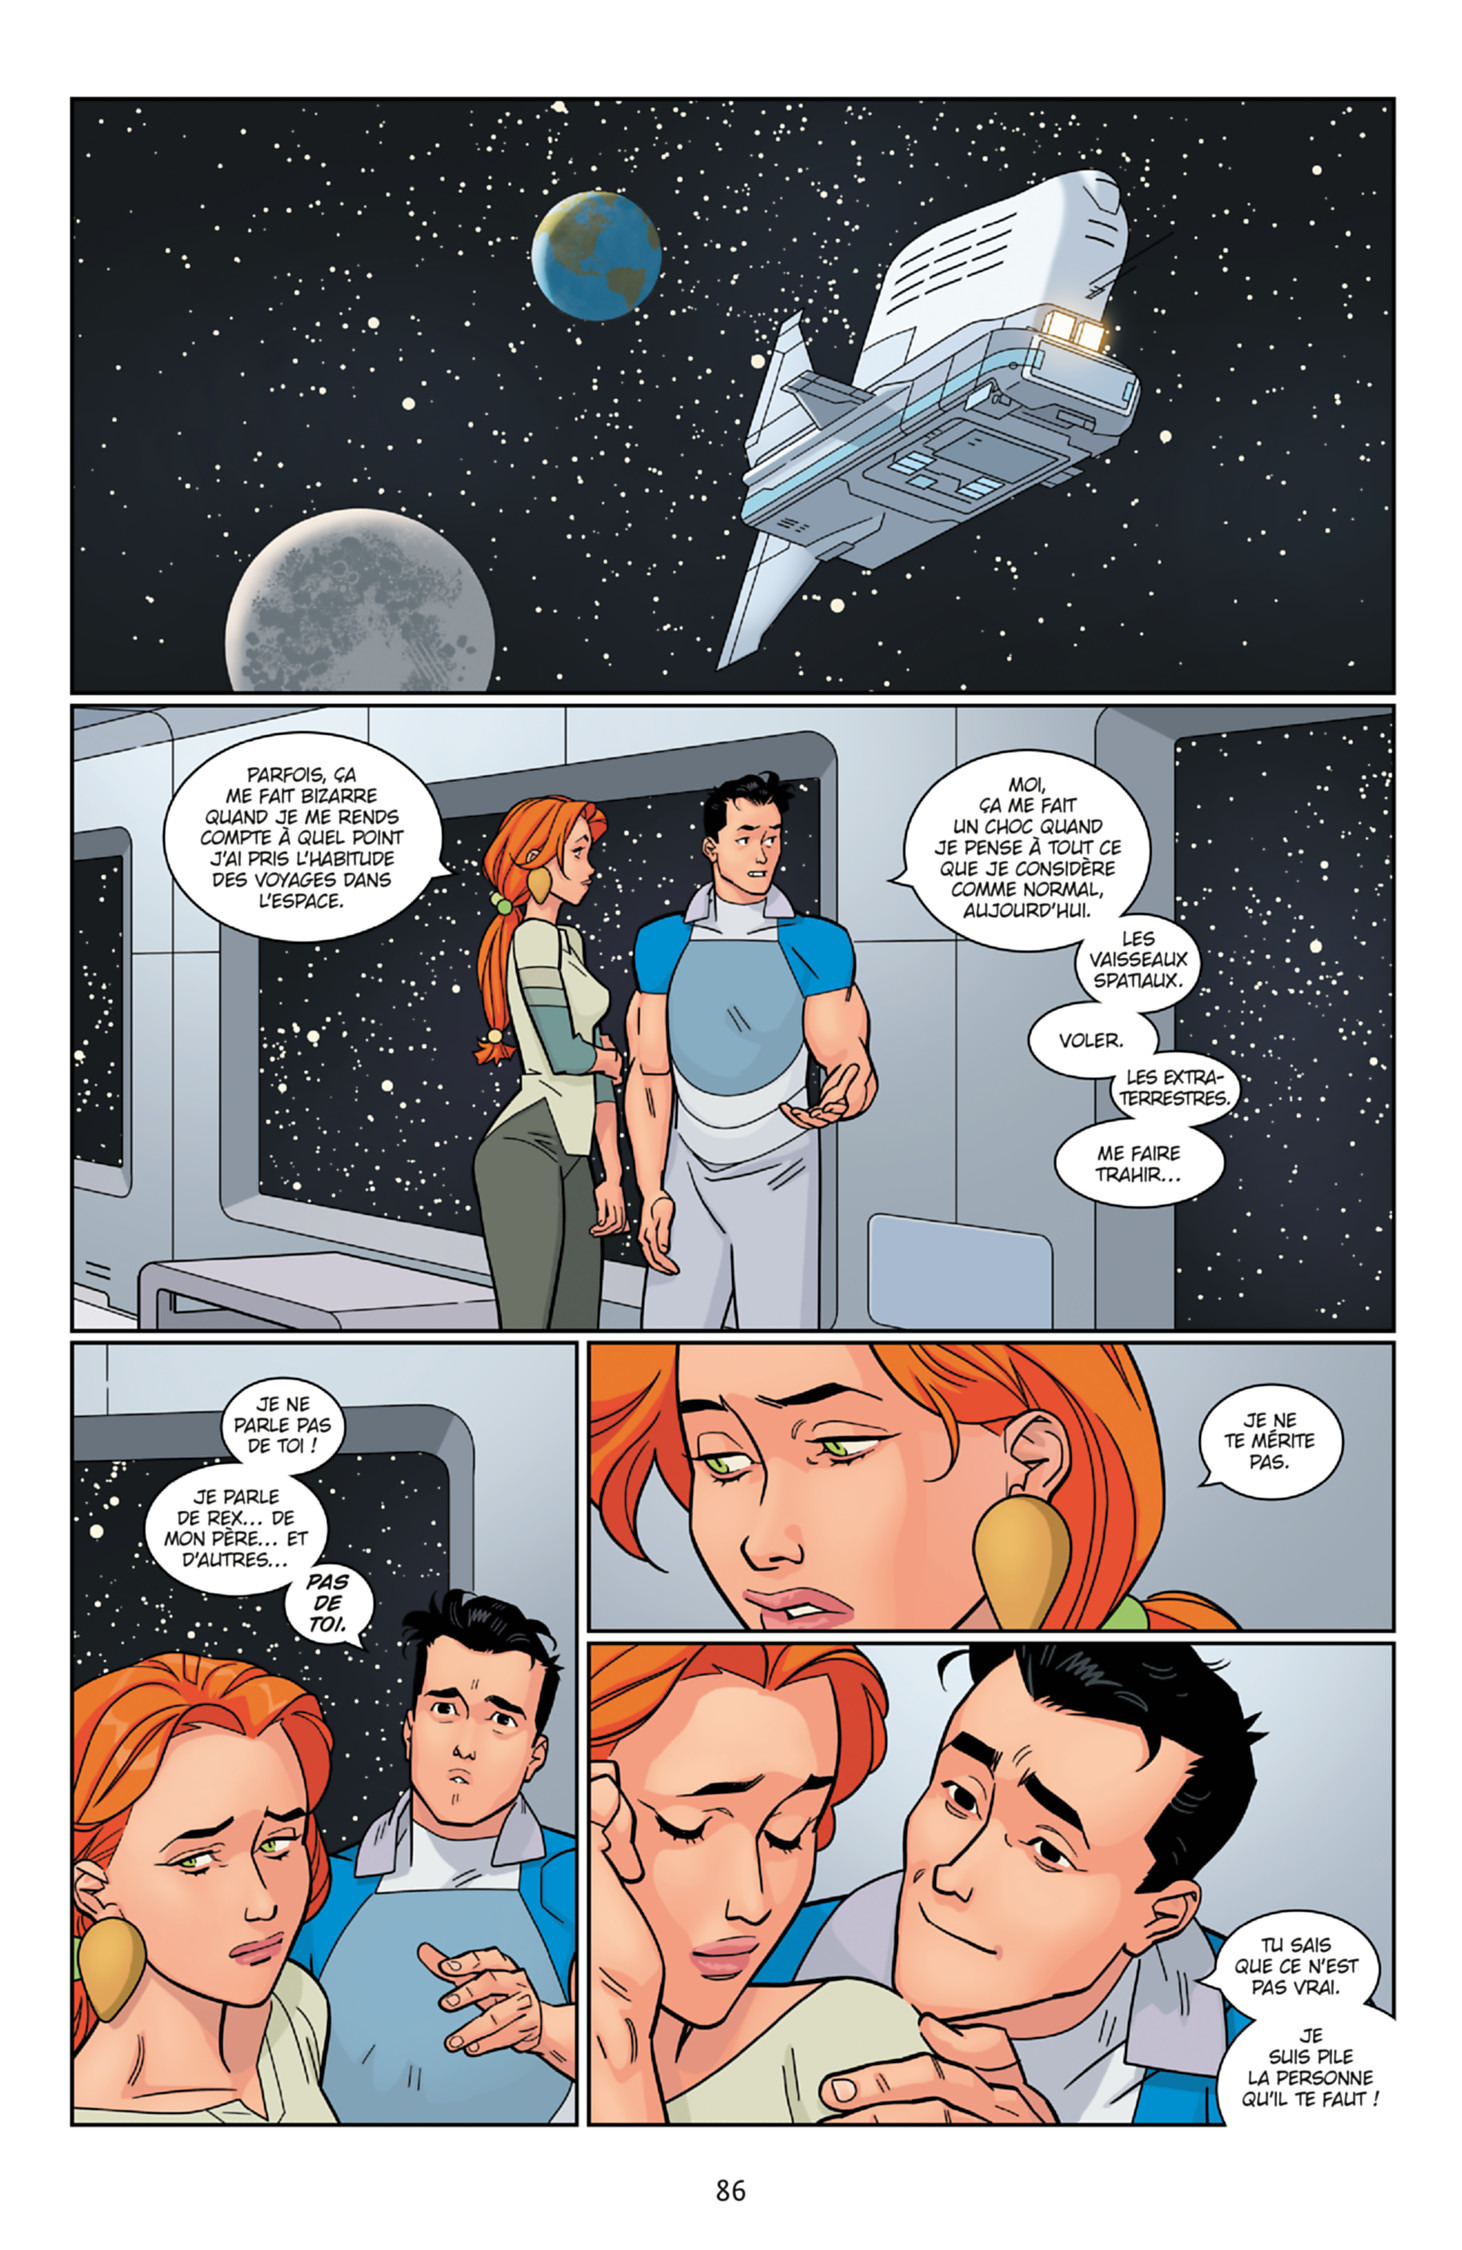 PARFOIS, ÇA
ME FAIT BIZARRE
QUAND JE ME RENDS
COMPTE À QUEL POINT
J'AI PRIS L'HABITUDE
DES VOYAGES DANS
L'ESPACE.
MOI,
ÇA ME FAIT
UN CHOC QUAND
JE PENSE À TOUT CE
QUE JE CONSIDÈRE
COMME NORMAL,
AUJOURD'HUI.
LES
VAISSEAUX
SPATIAUX.
VOLER.
LES EXTRA-
TERRESTRES.
ME FAIRE
TRAHIR...
JE NE
PARLE PAS
DE TOI !
JE PARLE
DE REX... DE
MON PÈRE... ET
D'AUTRES...
PAS
DE
TOI.
JE NE
TE MÉRITE
PAS.
TU SAIS
QUE CE N'EST
PAS VRAI.
JE
SUIS PILE
LA PERSONNE
QU'IL TE FAUT !
86